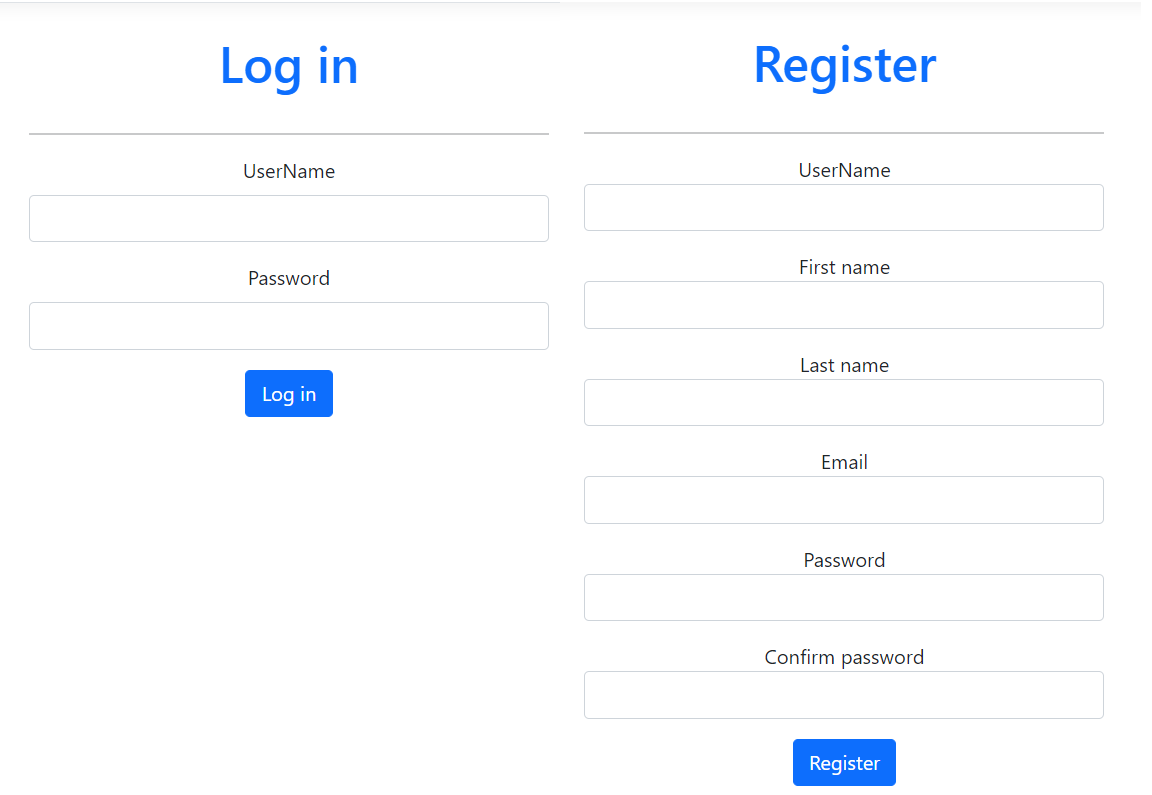 Log in
UserName
Password
Log in
Register
UserName
First name
Last name
Email
Password
Confirm password
Register